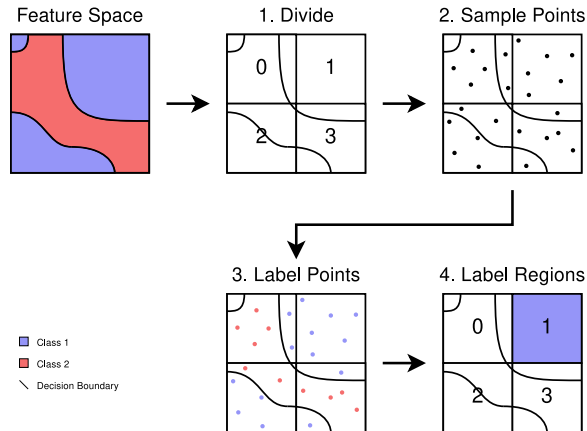 Feature Space
1. Divide
2. Sample Points
0
1
2
3
3. Label Points
4. Label Regions
0
1
2
3
Class 1
Class 2
Decision Boundary